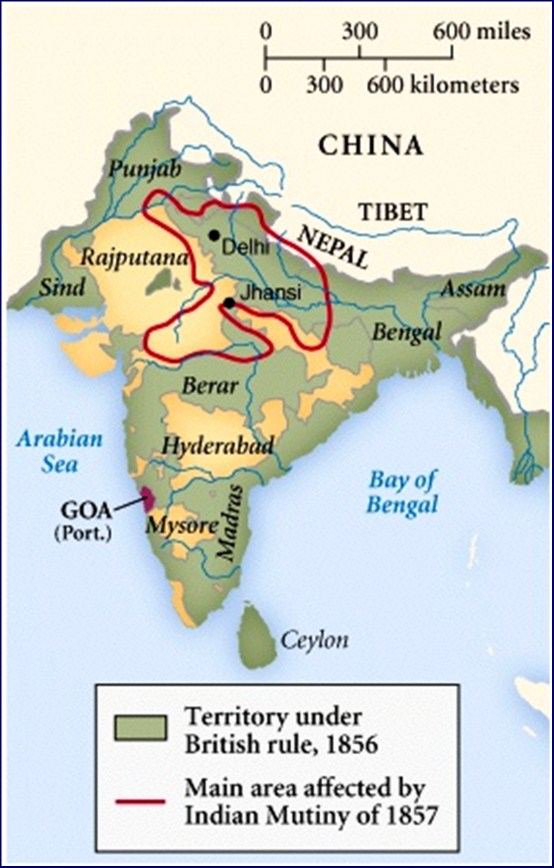 0 300 600 miles
0 300 600 kilometers
CHINA
Punjab
TIBET
NEPAL
Delhi
Rajputana
Sind
Jhansi
Assam
Bengal
Berar
Arabian
Sea
Hyderabad
Bay of
Bengal
GOA
(Port.)
Mysore
Madras
Ceylon
Territory under
British rule, 1856
Main area affected by
Indian Mutiny of 1857